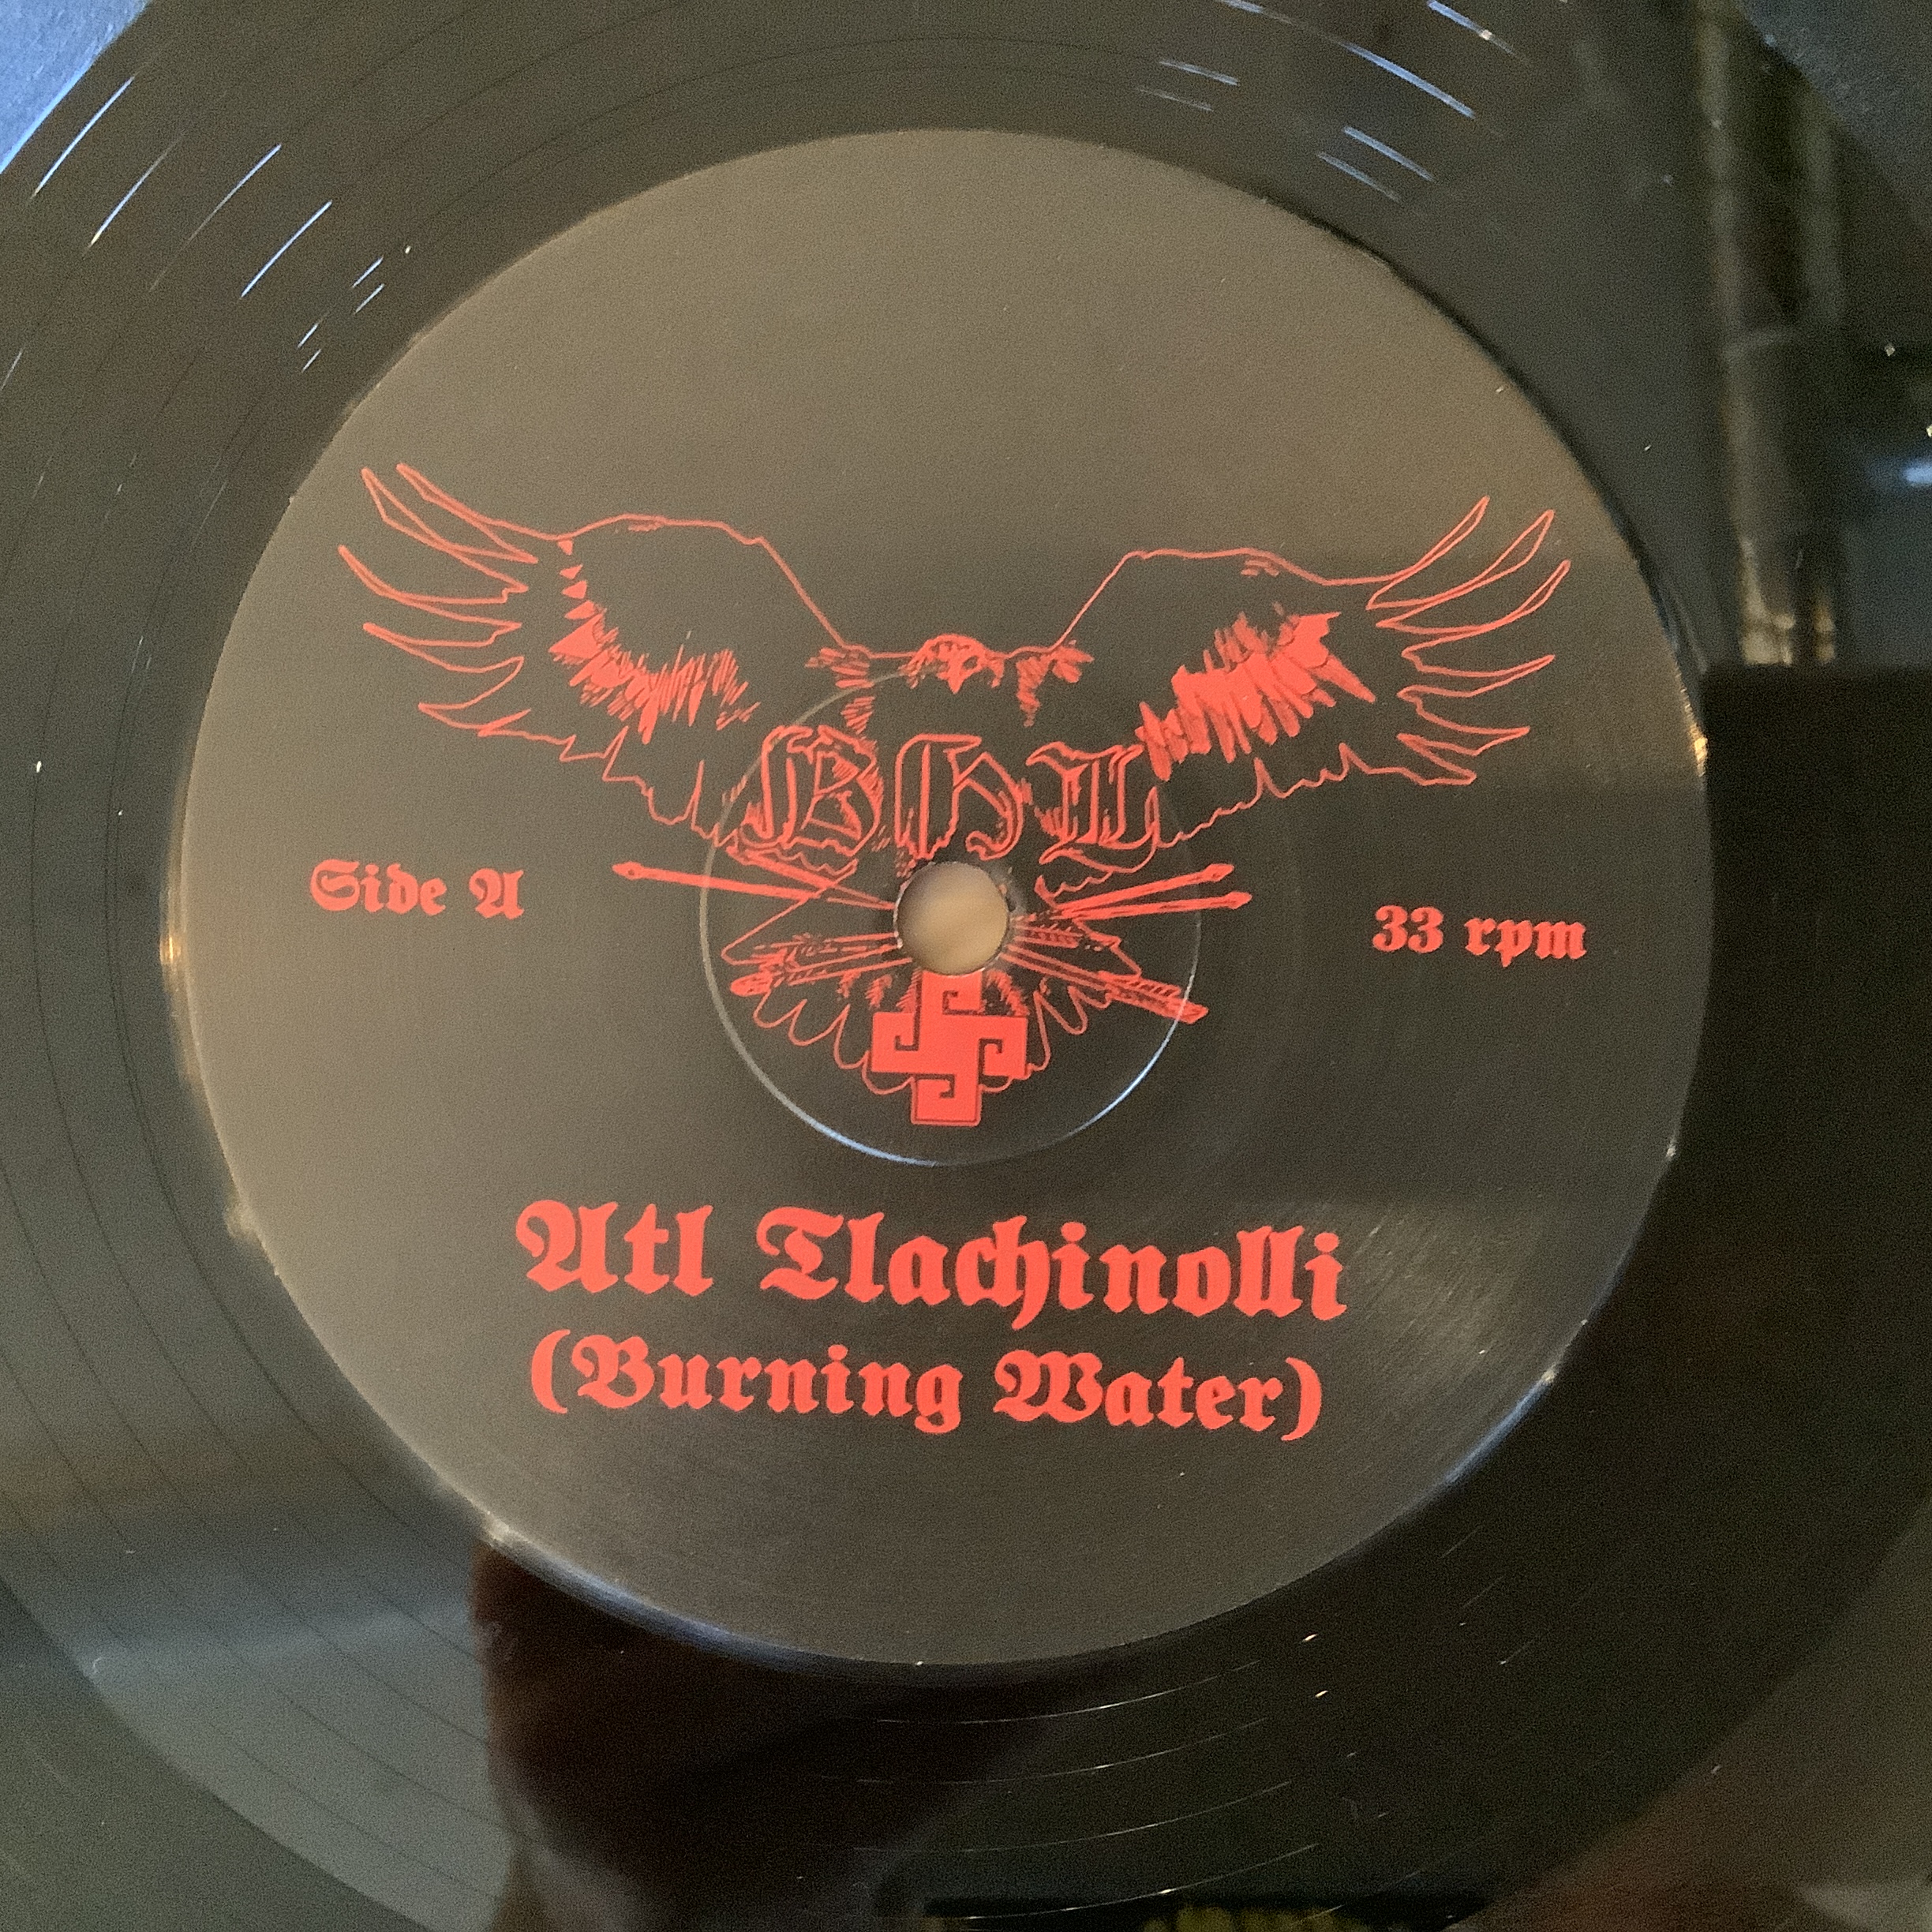 BHL
Side A
33 rpm
Atl Tlachinolli
(Burning Water)